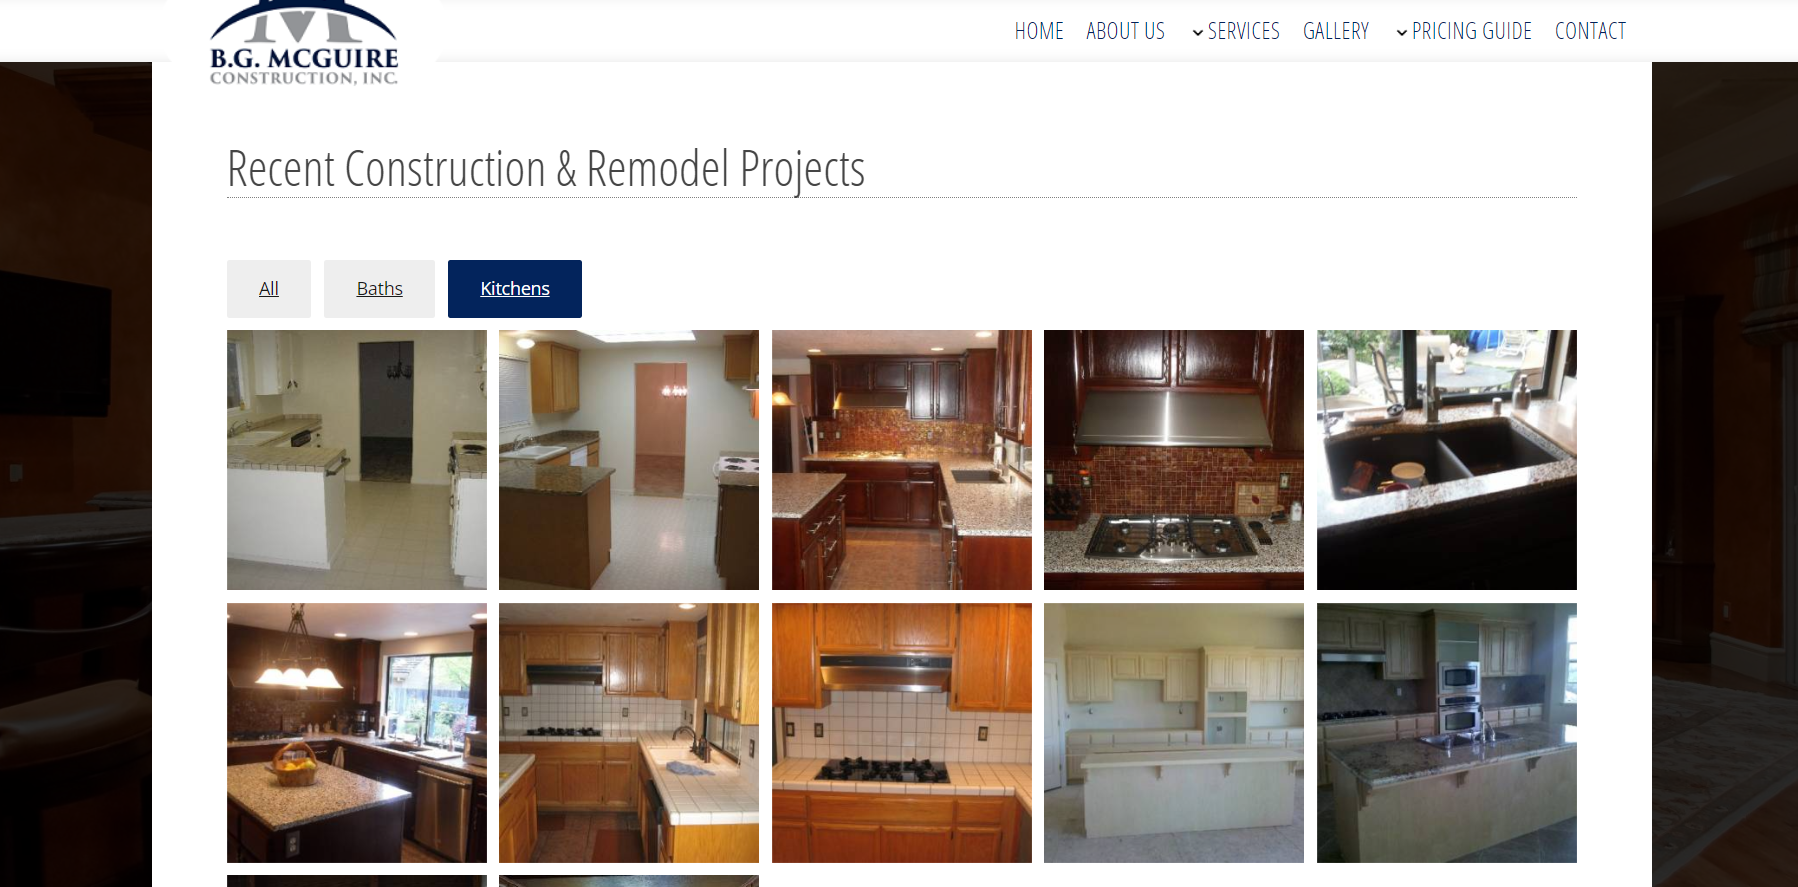 B.G. MCGUIRE
CONSTRUCTION, INC.
HOME ABOUT US SERVICES GALLERY PRICING GUIDE CONTACT
Recent Construction & Remodel Projects
All Baths Kitchens